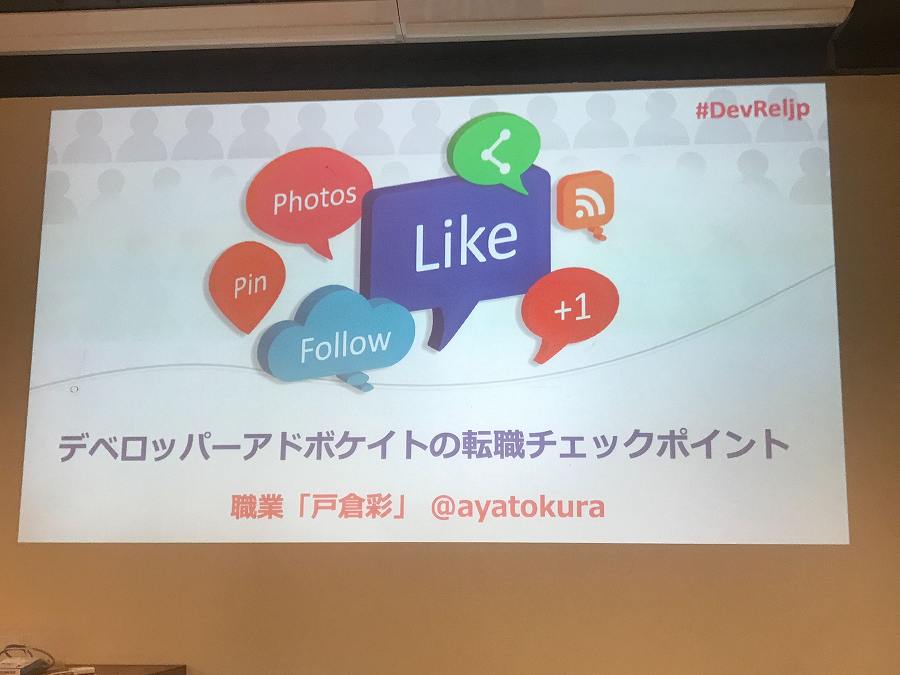 #DevReljp
Photos
Like
Pin
+1
Follow
デベロッパーアドボケイトの転職チェックポイント
職業「戸倉彩」 @ayatokura